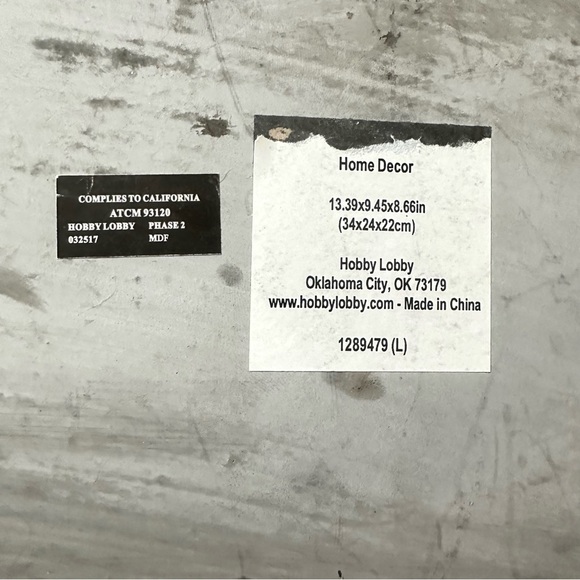 COMPLIES TO CALIFORNIA
ATCM 93120
HOBBY LOBBY PHASE 2
032517 MDF
Home Decor
13.39x9.45x8.66in
(34x24x22cm)
Hobby Lobby
Oklahoma City, OK 73179
www.hobbylobby.com - Made in China
1289479 (L)